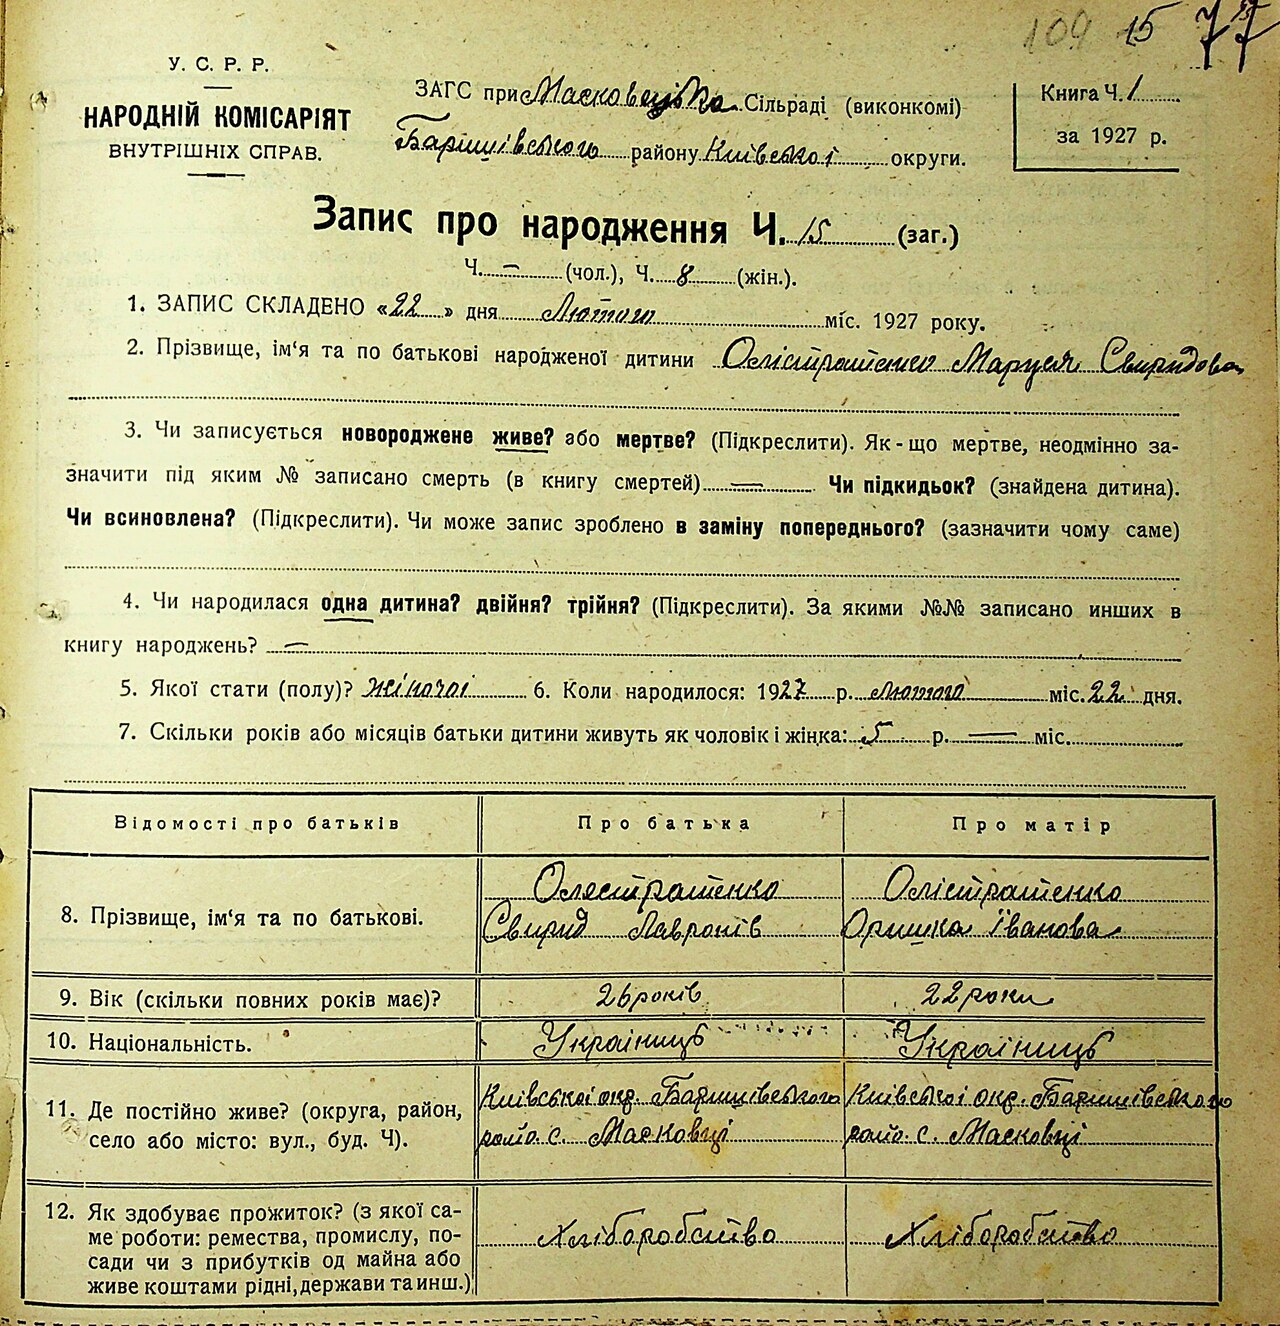 109 15 77
У. С. Р. Р.
НАРОДНІЙ КОМІСАРІЯТ
ВНУТРІШНІХ СПРАВ.
ЗАГС при Масковецька Сільраді (виконкомі)
Баришівського району Київської округи.
Книга Ч. 1
за 1927 р.
Запис про народження Ч. 15 (заг.)
Ч. — (чол.), Ч. 8 (жін.).
1. ЗАПИС СКЛАДЕНО «22» дня Лютого міс. 1927 року.
2. Прізвище, ім‘я та по батькові народженої дитини Олістратенко Маруся Свиридова
3. Чи записується новороджене живе? або мертве? (Підкреслити). Як-що мертве, неодмінно за-
значити під яким № записано смерть (в книгу смертей) — Чи підкидьок? (знайдена дитина).
Чи всиновлена? (Підкреслити). Чи може запис зроблено в заміну попереднього? (зазначити чому саме)
4. Чи народилася одна дитина? двійня? трійня? (Підкреслити). За якими №№ записано инших в
книгу народжень? —
5. Якої стати (полу)? жіночої 6. Коли народилося: 1927 р. лютого міс. 22 дня.
7. Скільки років або місяців батьки дитини живуть як чоловік і жінка: 5 р. — міс.
Відомості про батьків Про батька Про матір
8. Прізвище, ім‘я та по батькові. Олестратенко Свирид Лавронів Олістратенко Оришка Іванова
9. Вік (скільки повних років має)? 26 років 22 роки
10. Національність. Українець Українець
11. Де постійно живе? (округа, район, Київської окр. Баришівського Київської окр. Баришівського
село або місто: вул., буд. Ч). райо. с. Масковці райо. с. Масковці
12. Як здобуває прожиток? (з якої са-
ме роботи: ремества, промислу, по- Хліборобство Хліборобство
сади чи з прибутків од майна або
живе коштами рідні, держави та инш.)